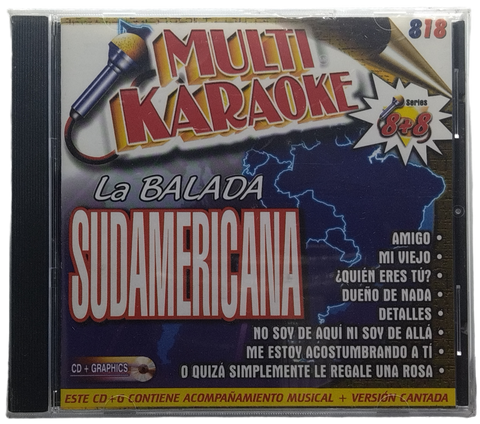 MULTI
KARAOKE
818
Series
8+8
La BALADA
SUDAMERICANA
AMIGO •
MI VIEJO •
¿QUIÉN ERES TÚ? •
DUEÑO DE NADA •
DETALLES •
NO SOY DE AQUÍ NI SOY DE ALLÁ •
ME ESTOY ACOSTUMBRANDO A TÍ •
O QUIZÁ SIMPLEMENTE LE REGALE UNA ROSA •
CD + GRAPHICS
ESTE CD+G CONTIENE ACOMPAÑAMIENTO MUSICAL + VERSIÓN CANTADA